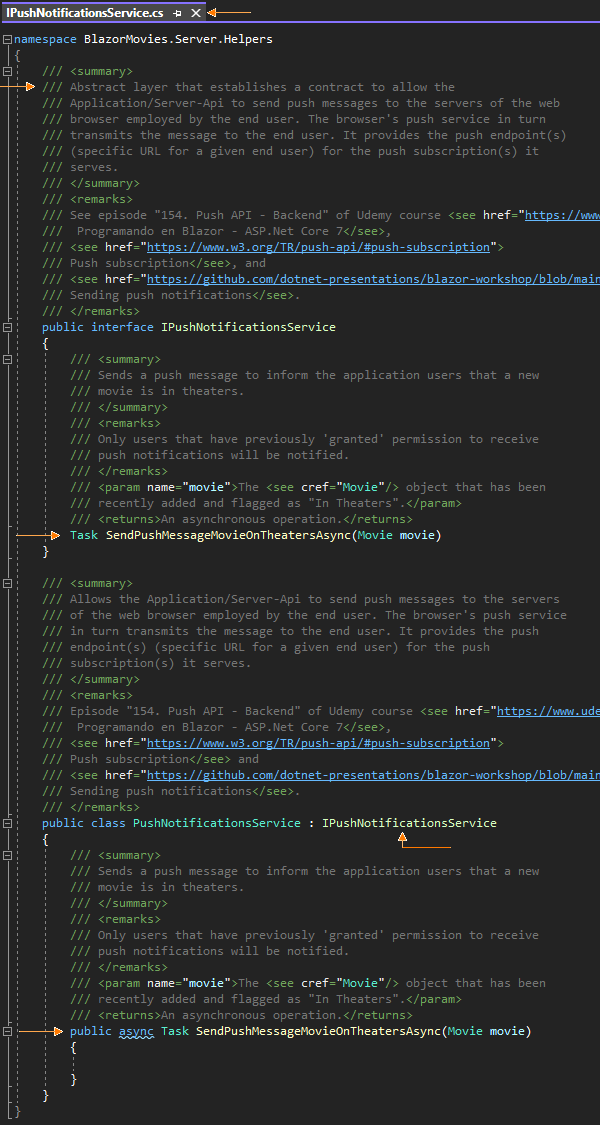 IPushNotificationsService.cs
namespace BlazorMovies.Server.Helpers
{
/// <summary>
/// Abstract layer that establishes a contract to allow the
/// Application/Server-Api to send push messages to the servers of the web
/// browser employed by the end user. The browser's push service in turn
/// transmits the message to the end user. It provides the push endpoint(s)
/// (specific URL for a given end user) for the push subscription(s) it
/// serves.
/// </summary>
/// <remarks>
/// See episode "154. Push API - Backend" of Udemy course <see href="https://www
///  Programando en Blazor - ASP.Net Core 7</see>,
/// <see href="https://www.w3.org/TR/push-api/#push-subscription">
/// Push subscription</see>, and
/// <see href="https://github.com/dotnet-presentations/blazor-workshop/blob/main
/// Sending push notifications</see>.
/// </remarks>
public interface IPushNotificationsService
{
/// <summary>
/// Sends a push message to inform the application users that a new
/// movie is in theaters.
/// </summary>
/// <remarks>
/// Only users that have previously 'granted' permission to receive
/// push notifications will be notified.
/// </remarks>
/// <param name="movie">The <see cref="Movie"/> object that has been
/// recently added and flagged as "In Theaters".</param>
/// <returns>An asynchronous operation.</returns>
Task SendPushMessageMovieOnTheatersAsync(Movie movie)
}
/// <summary>
/// Allows the Application/Server-Api to send push messages to the servers
/// of the web browser employed by the end user. The browser's push service
/// in turn transmits the message to the end user. It provides the push
/// endpoint(s) (specific URL for a given end user) for the push
/// subscription(s) it serves.
/// </summary>
/// <remarks>
/// Episode "154. Push API - Backend" of Udemy course <see href="https://www.ude
///  Programando en Blazor - ASP.Net Core 7</see>,
/// <see href="https://www.w3.org/TR/push-api/#push-subscription">
/// Push subscription</see> and
/// <see href="https://github.com/dotnet-presentations/blazor-workshop/blob/main
/// Sending push notifications</see>.
/// </remarks>
public class PushNotificationsService : IPushNotificationsService
{
/// <summary>
/// Sends a push message to inform the application users that a new
/// movie is in theaters.
/// </summary>
/// <remarks>
/// Only users that have previously 'granted' permission to receive
/// push notifications will be notified.
/// </remarks>
/// <param name="movie">The <see cref="Movie"/> object that has been
/// recently added and flagged as "In Theaters".</param>
/// <returns>An asynchronous operation.</returns>
public async Task SendPushMessageMovieOnTheatersAsync(Movie movie)
{
}
}
}